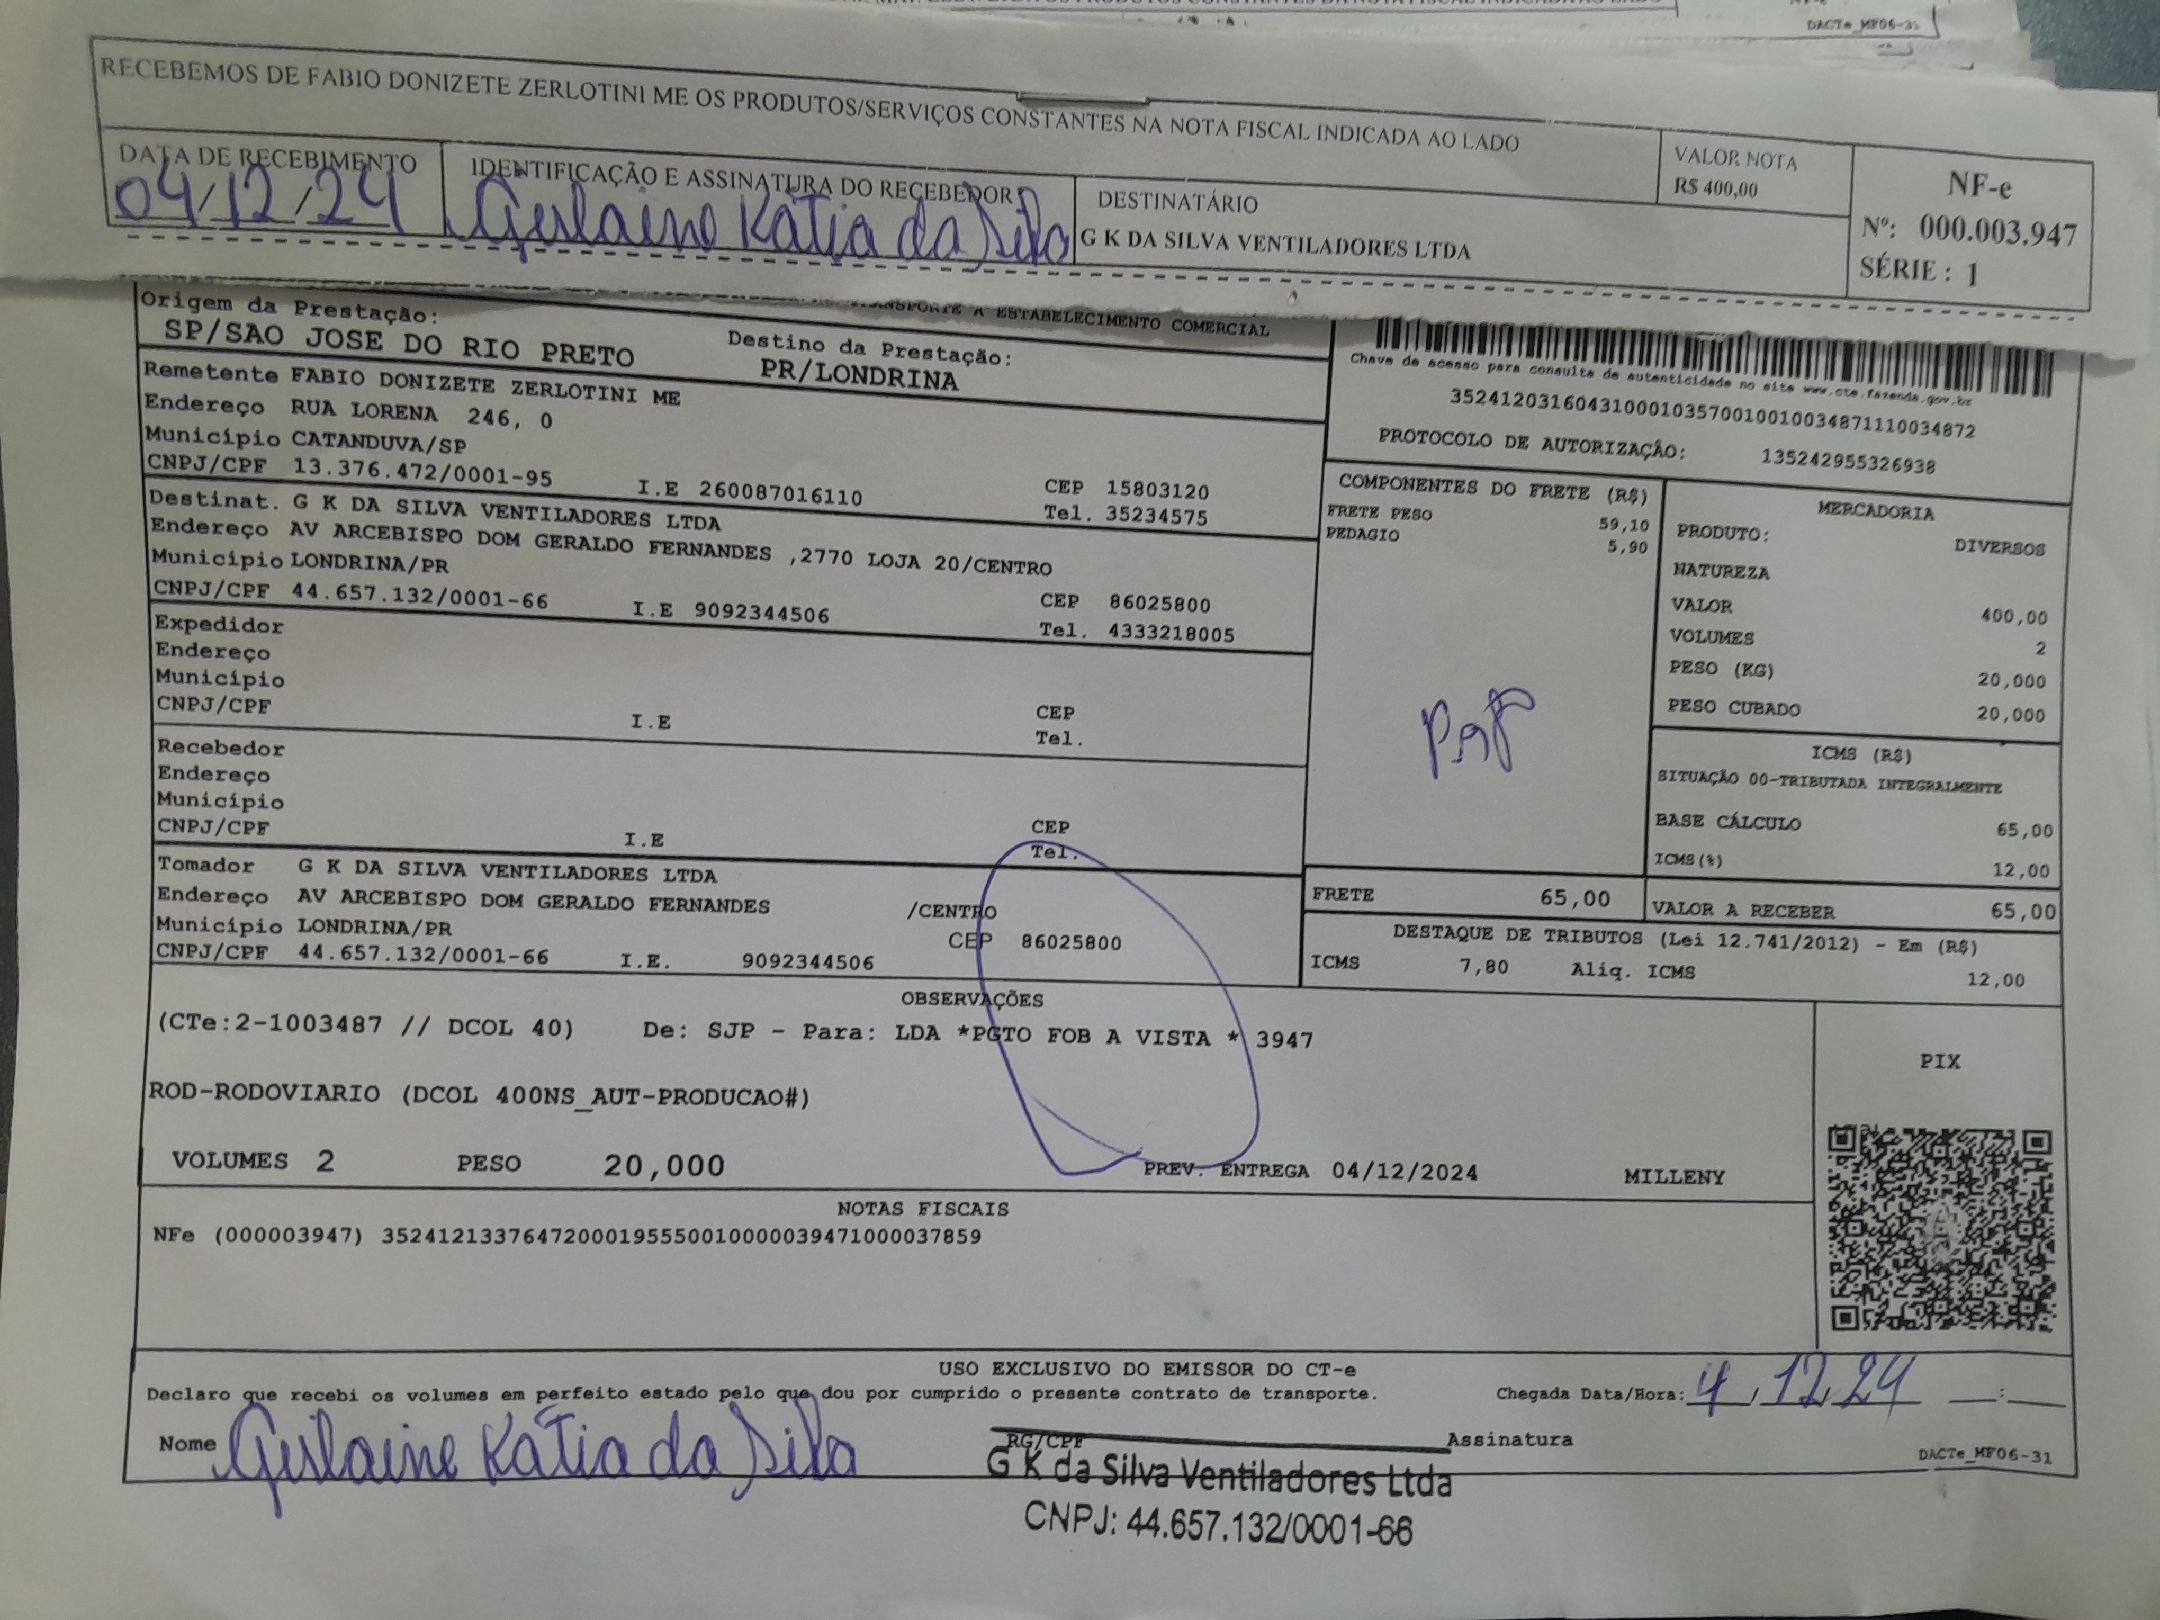 DACTe_MF06-31
RECEBEMOS DE FABIO DONIZETE ZERLOTINI ME OS PRODUTOS/SERVIÇOS CONSTANTES NA NOTA FISCAL INDICADA AO LADO
VALOR NOTA
R$ 400,00
NF-e
Nº: 000.003.947
SÉRIE : 1
DATA DE RECEBIMENTO
04/12/24
IDENTIFICAÇÃO E ASSINATURA DO RECEBEDOR
Gerlaine Kátia da Silva
DESTINATÁRIO
G K DA SILVA VENTILADORES LTDA
A ESTABELECIMENTO COMERCIAL
Origem da Prestação:
SP/SAO JOSE DO RIO PRETO
Destino da Prestação:
PR/LONDRINA
Chave de acesso para consulta de autenticidade no site www.cte.fazenda.gov.br
35241203160431000103570010010034871110034872
PROTOCOLO DE AUTORIZAÇÃO: 135242955326938
Remetente FABIO DONIZETE ZERLOTINI ME
Endereço RUA LORENA 246, 0
Município CATANDUVA/SP
CNPJ/CPF 13.376.472/0001-95 I.E 260087016110
CEP 15803120
Tel. 35234575
Destinat. G K DA SILVA VENTILADORES LTDA
Endereço AV ARCEBISPO DOM GERALDO FERNANDES ,2770 LOJA 20/CENTRO
Município LONDRINA/PR
CNPJ/CPF 44.657.132/0001-66 I.E 9092344506
CEP 86025800
Tel. 4333218005
Expedidor
Endereço
Município
CNPJ/CPF I.E
CEP
Tel.
Recebedor
Endereço
Município
CNPJ/CPF I.E
CEP
Tel.
Tomador G K DA SILVA VENTILADORES LTDA
Endereço AV ARCEBISPO DOM GERALDO FERNANDES /CENTRO
Município LONDRINA/PR CEP 86025800
CNPJ/CPF 44.657.132/0001-66 I.E. 9092344506
COMPONENTES DO FRETE (R$)
FRETE PESO 59,10
PEDAGIO 5,90
MERCADORIA
PRODUTO: DIVERSOS
NATUREZA
VALOR 400,00
VOLUMES 2
PESO (KG) 20,000
PESO CUBADO 20,000
ICMS (R$)
SITUAÇÃO 00-TRIBUTADA INTEGRALMENTE
BASE CÁLCULO 65,00
ICMS(%) 12,00
FRETE 65,00
VALOR A RECEBER 65,00
DESTAQUE DE TRIBUTOS (Lei 12.741/2012) - Em (R$)
ICMS 7,80 Aliq. ICMS 12,00
OBSERVAÇÕES
(CTe:2-1003487 // DCOL 40) De: SJP - Para: LDA *PGTO FOB A VISTA * 3947
ROD-RODOVIARIO (DCOL 400NS_AUT-PRODUCAO#)
VOLUMES 2 PESO 20,000 PREV. ENTREGA 04/12/2024 MILLENY
PIX
NOTAS FISCAIS
NFe (000003947) 35241213376472000195550010000039471000037859
USO EXCLUSIVO DO EMISSOR DO CT-e
Declaro que recebi os volumes em perfeito estado pelo que dou por cumprido o presente contrato de transporte.
Chegada Data/Hora: 4/12/24 __:__
Nome Gerlaine Kátia da Silva
RG/CPF
Assinatura
DACTe_MF06-31
G K da Silva Ventiladores Ltda
CNPJ: 44.657.132/0001-66